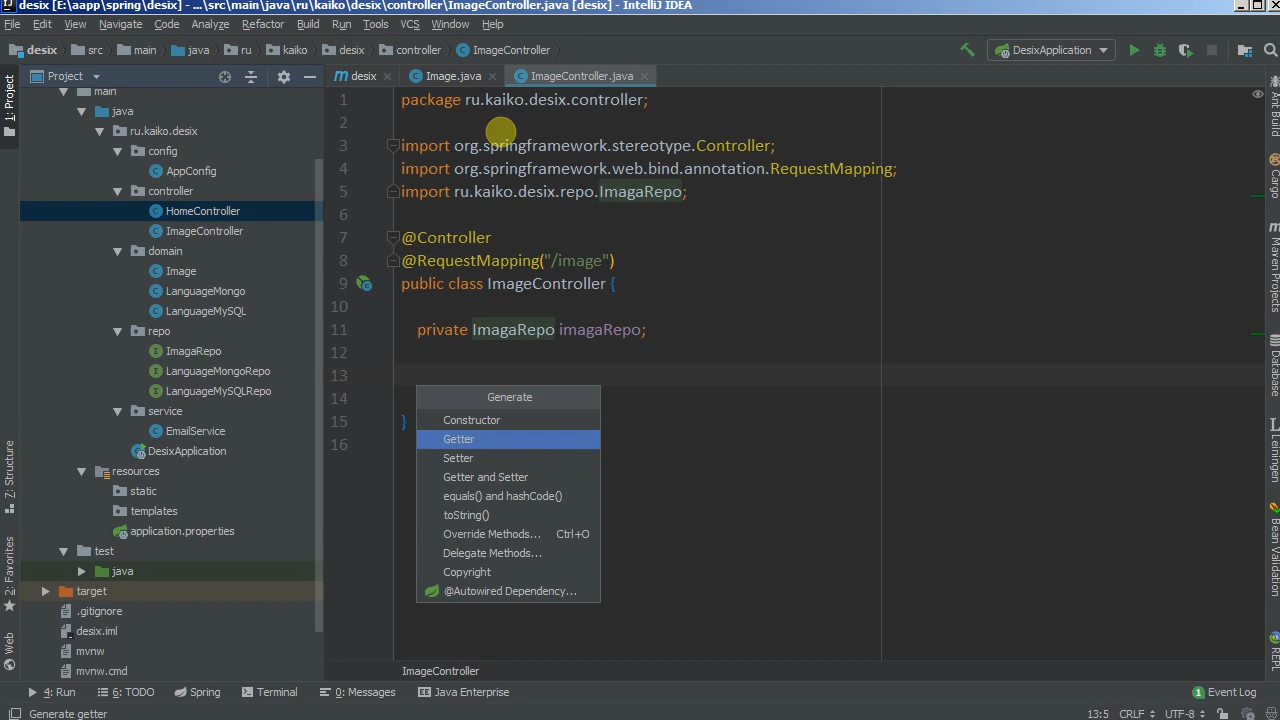 desix [E:\aapp\spring\desix] - ...\src\main\java\ru\kaiko\desix\controller\ImageController.java [desix] - IntelliJ IDEA
File Edit View Navigate Code Analyze Refactor Build Run Tools VCS Window Help
desix src main java ru kaiko desix controller ImageController DesixApplication
Project
desix Image.java ImageController.java
main
java
ru.kaiko.desix
config
AppConfig
controller
HomeController
ImageController
domain
Image
LanguageMongo
LanguageMySQL
repo
ImagaRepo
LanguageMongoRepo
LanguageMySQLRepo
service
EmailService
DesixApplication
resources
static
templates
application.properties
test
java
target
.gitignore
desix.iml
mvnw
mvnw.cmd
1 package ru.kaiko.desix.controller;
2
3 import org.springframework.stereotype.Controller;
4 import org.springframework.web.bind.annotation.RequestMapping;
5 import ru.kaiko.desix.repo.ImagaRepo;
6
7 @Controller
8 @RequestMapping("/image")
9 public class ImageController {
10
11 private ImagaRepo imagaRepo;
12
13
14
15 }
16
Generate
Constructor
Getter
Setter
Getter and Setter
equals() and hashCode()
toString()
Override Methods... Ctrl+O
Delegate Methods...
Copyright
@Autowired Dependency...
ImageController
1: Project
7: Structure
2: Favorites
Web
Ant Build
Cargo
Maven Projects
Database
Leiningen
Bean Validation
REPL
4: Run 6: TODO Spring Terminal 0: Messages Java Enterprise 1 Event Log
Generate getter 13:5 CRLF UTF-8